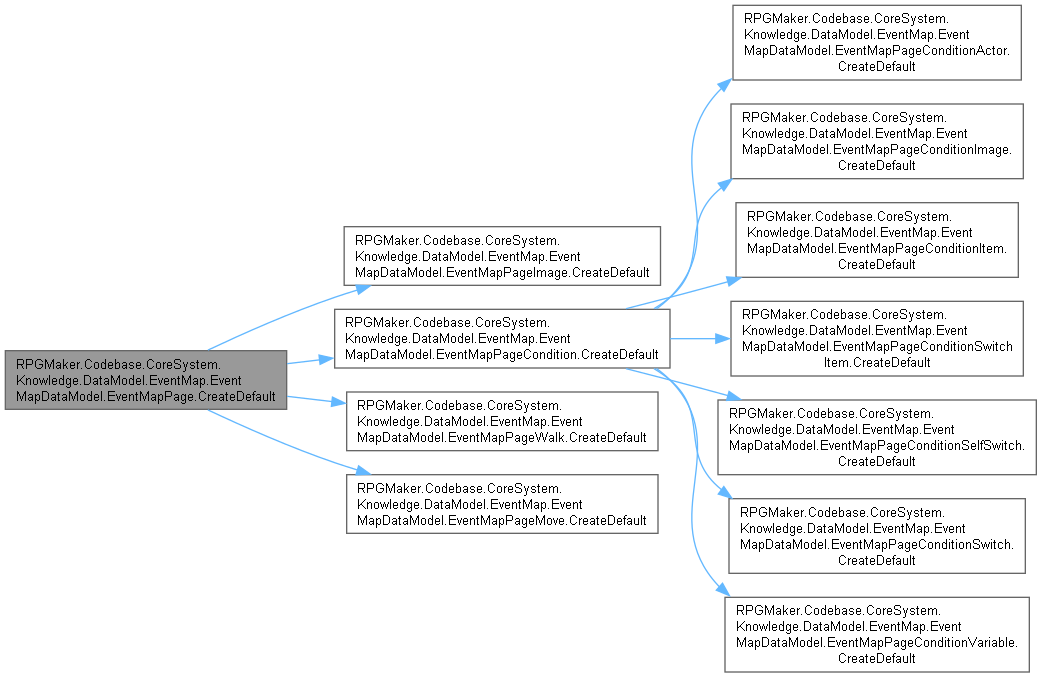 RPGMaker.Codebase.CoreSystem.
Knowledge.DataModel.EventMap.Event
MapDataModel.EventMapPage.CreateDefault
RPGMaker.Codebase.CoreSystem.
Knowledge.DataModel.EventMap.Event
MapDataModel.EventMapPageImage.CreateDefault
RPGMaker.Codebase.CoreSystem.
Knowledge.DataModel.EventMap.Event
MapDataModel.EventMapPageCondition.CreateDefault
RPGMaker.Codebase.CoreSystem.
Knowledge.DataModel.EventMap.Event
MapDataModel.EventMapPageWalk.CreateDefault
RPGMaker.Codebase.CoreSystem.
Knowledge.DataModel.EventMap.Event
MapDataModel.EventMapPageMove.CreateDefault
RPGMaker.Codebase.CoreSystem.
Knowledge.DataModel.EventMap.Event
MapDataModel.EventMapPageConditionActor.
CreateDefault
RPGMaker.Codebase.CoreSystem.
Knowledge.DataModel.EventMap.Event
MapDataModel.EventMapPageConditionImage.
CreateDefault
RPGMaker.Codebase.CoreSystem.
Knowledge.DataModel.EventMap.Event
MapDataModel.EventMapPageConditionItem.
CreateDefault
RPGMaker.Codebase.CoreSystem.
Knowledge.DataModel.EventMap.Event
MapDataModel.EventMapPageConditionSwitch
Item.CreateDefault
RPGMaker.Codebase.CoreSystem.
Knowledge.DataModel.EventMap.Event
MapDataModel.EventMapPageConditionSelfSwitch.
CreateDefault
RPGMaker.Codebase.CoreSystem.
Knowledge.DataModel.EventMap.Event
MapDataModel.EventMapPageConditionSwitch.
CreateDefault
RPGMaker.Codebase.CoreSystem.
Knowledge.DataModel.EventMap.Event
MapDataModel.EventMapPageConditionVariable.
CreateDefault